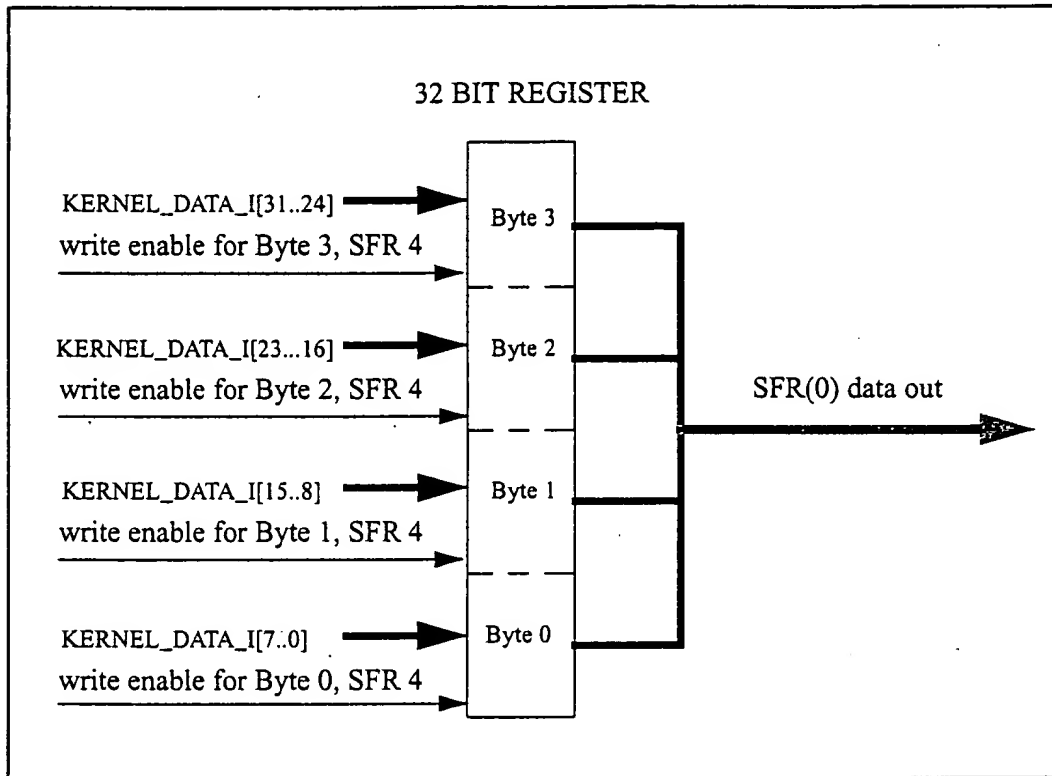 32 BIT REGISTER
KERNEL_DATA_I[31..24]
write enable for Byte 3, SFR 4
Byte 3
KERNEL_DATA_I[23...16]
write enable for Byte 2, SFR 4
Byte 2
SFR(0) data out
KERNEL_DATA_I[15..8]
write enable for Byte 1, SFR 4
Byte 1
KERNEL_DATA_I[7..0]
write enable for Byte 0, SFR 4
Byte 0